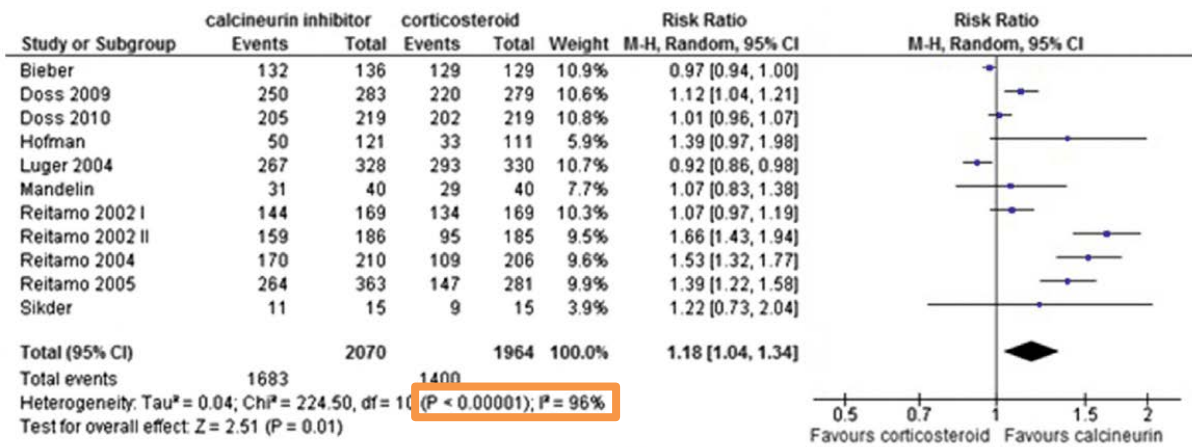 calcineurin inhibitor corticosteroid Risk Ratio Risk Ratio
Study or Subgroup Events Total Events Total Weight M-H, Random, 95% CI M-H, Random, 95% CI
Bieber 132 136 129 129 10.9% 0.97 [0.94, 1.00]
Doss 2009 250 283 220 279 10.6% 1.12 [1.04, 1.21]
Doss 2010 205 219 202 219 10.8% 1.01 [0.96, 1.07]
Hofman 50 121 33 111 5.9% 1.39 [0.97, 1.98]
Luger 2004 267 328 293 330 10.7% 0.92 [0.86, 0.98]
Mandelin 31 40 29 40 7.7% 1.07 [0.83, 1.38]
Reitamo 2002 I 144 169 134 169 10.3% 1.07 [0.97, 1.19]
Reitamo 2002 II 159 186 95 185 9.5% 1.66 [1.43, 1.94]
Reitamo 2004 170 210 109 206 9.6% 1.53 [1.32, 1.77]
Reitamo 2005 264 363 147 281 9.9% 1.39 [1.22, 1.58]
Sikder 11 15 9 15 3.9% 1.22 [0.73, 2.04]
Total (95% CI) 2070 1964 100.0% 1.18 [1.04, 1.34]
Total events 1683 1400
Heterogeneity: Tau² = 0.04; Chi² = 224.50, df = 10 (P < 0.00001); I² = 96%
Test for overall effect: Z = 2.51 (P = 0.01)
0.5 0.7 1 1.5 2
Favours corticosteroid Favours calcineurin